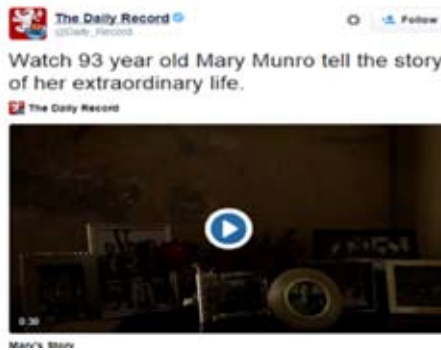 The Daily Record
@Daily_Record
Follow
Watch 93 year old Mary Munro tell the story
of her extraordinary life.
The Daily Record
0:30
Mary's Story